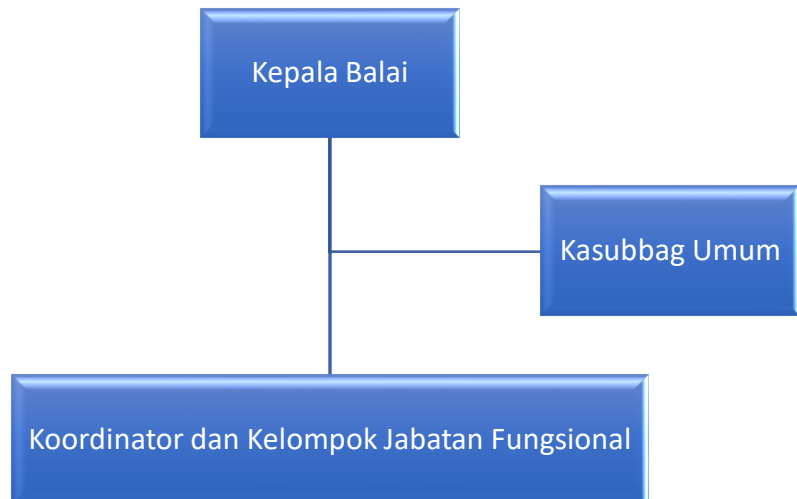 Kepala Balai
Kasubbag Umum
Koordinator dan Kelompok Jabatan Fungsional